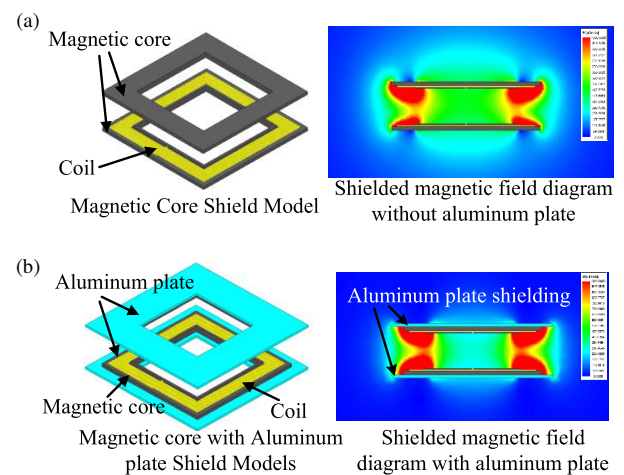 (a)
Magnetic core
Coil
Magnetic Core Shield Model
Shielded magnetic field diagram
without aluminum plate
(b)
Aluminum plate
Magnetic core
Coil
Magnetic core with Aluminum
plate Shield Models
Aluminum plate shielding
Shielded magnetic field
diagram with aluminum plate